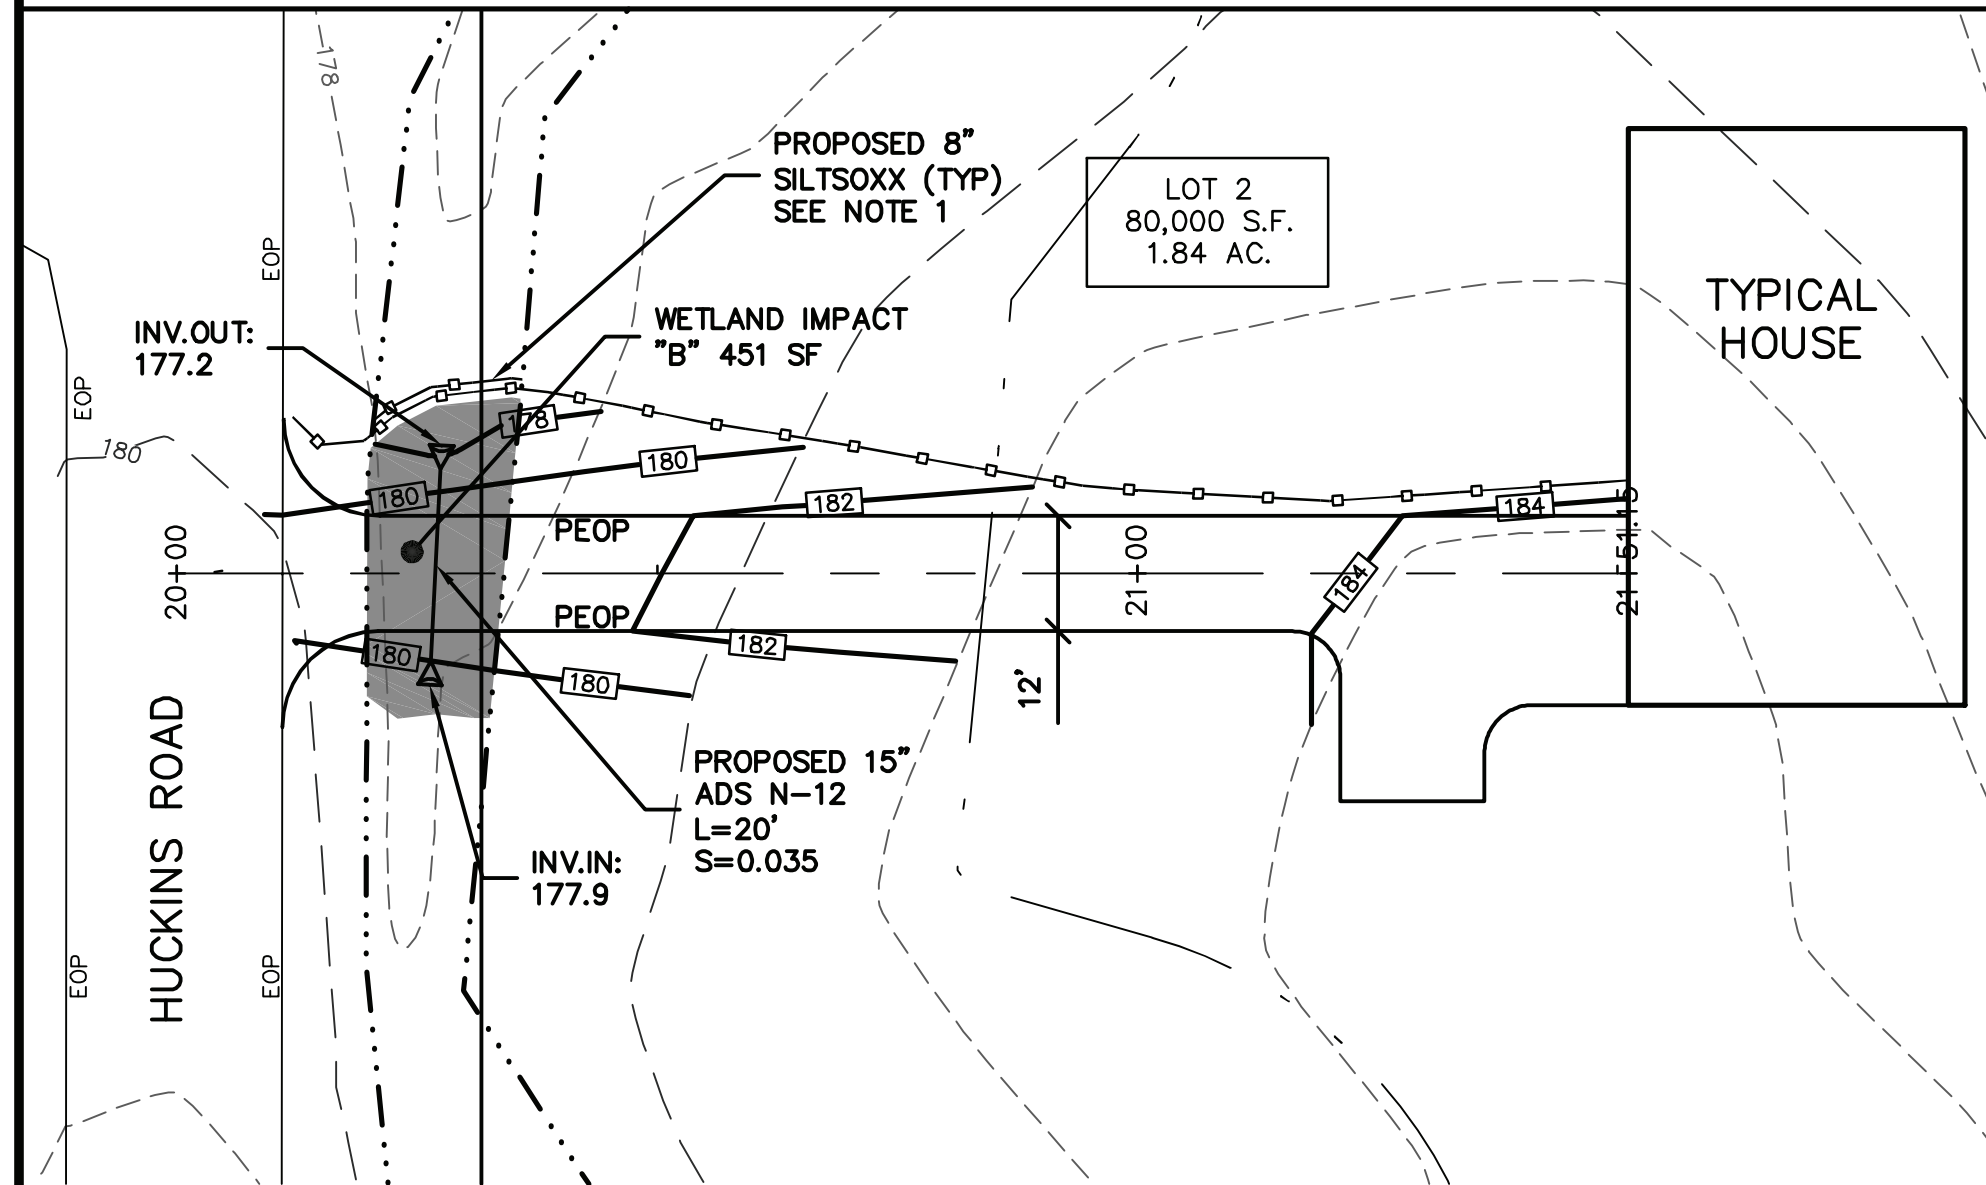 178
PROPOSED 8"
SILTSOXX (TYP)
SEE NOTE 1
LOT 2
80,000 S.F.
1.84 AC.
EOP
TYPICAL
HOUSE
INV.OUT:
177.2
WETLAND IMPACT
"B" 451 SF
EOP
178
180
180
180
182
184
20+00
PEOP
21+00
184
21+51.15
PEOP
180
182
180
12'
HUCKINS ROAD
PROPOSED 15"
ADS N-12
L=20'
S=0.035
INV.IN:
177.9
EOP
EOP